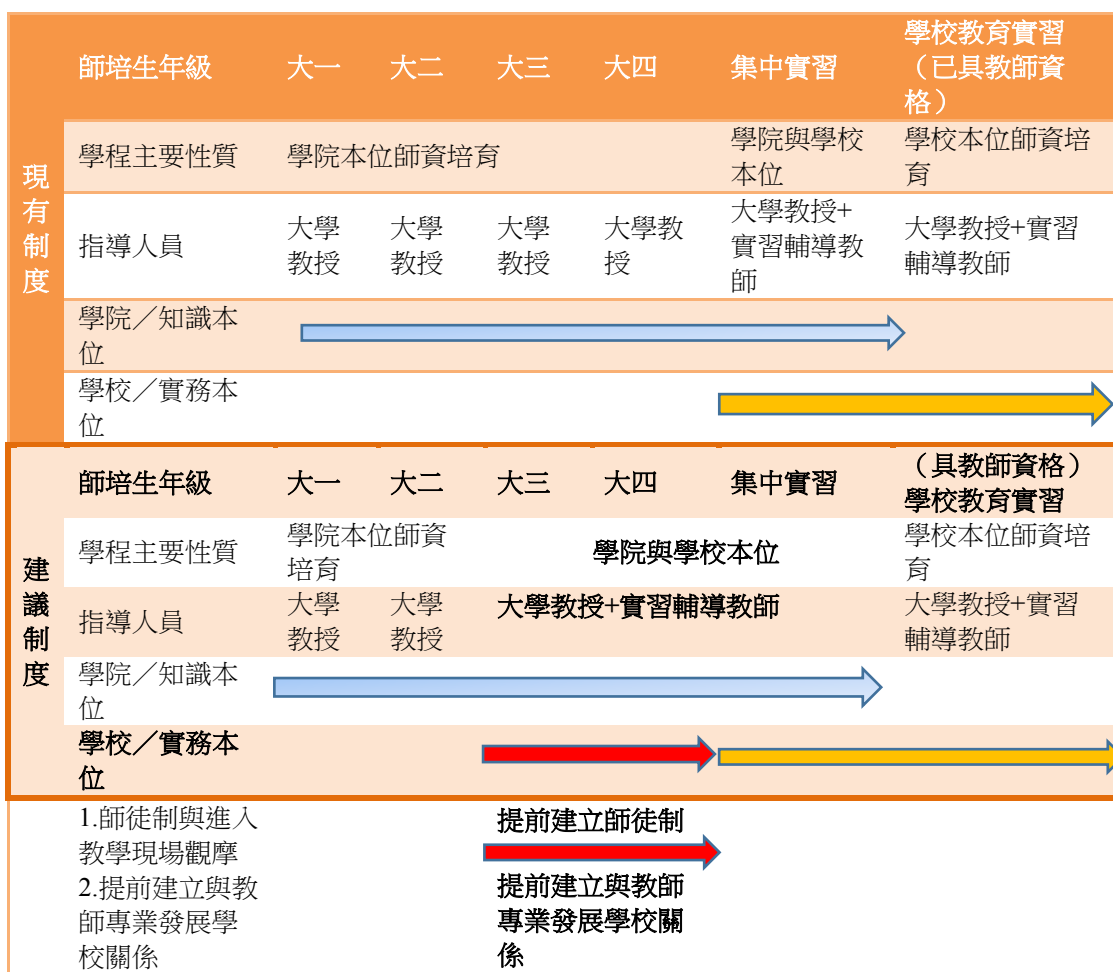 現有制度
師培生年級 大一 大二 大三 大四 集中實習 學校教育實習
（已具教師資
格）
學程主要性質 學院本位師資培育 學院與學校
本位 學校本位師資培
育
指導人員 大學
教授 大學
教授 大學
教授 大學教
授 大學教授+
實習輔導教
師 大學教授+實習
輔導教師
學院／知識本
位
學校／實務本
位
建議制度
師培生年級 大一 大二 大三 大四 集中實習 （具教師資格）
學校教育實習
學程主要性質 學院本位師資
培育 學院與學校本位 學校本位師資培
育
指導人員 大學
教授 大學
教授 大學教授+實習輔導教師 大學教授+實習
輔導教師
學院／知識本
位
學校／實務本
位
1.師徒制與進入
教學現場觀摩
2.提前建立與教
師專業發展學
校關係
提前建立師徒制
提前建立與教師
專業發展學校關
係